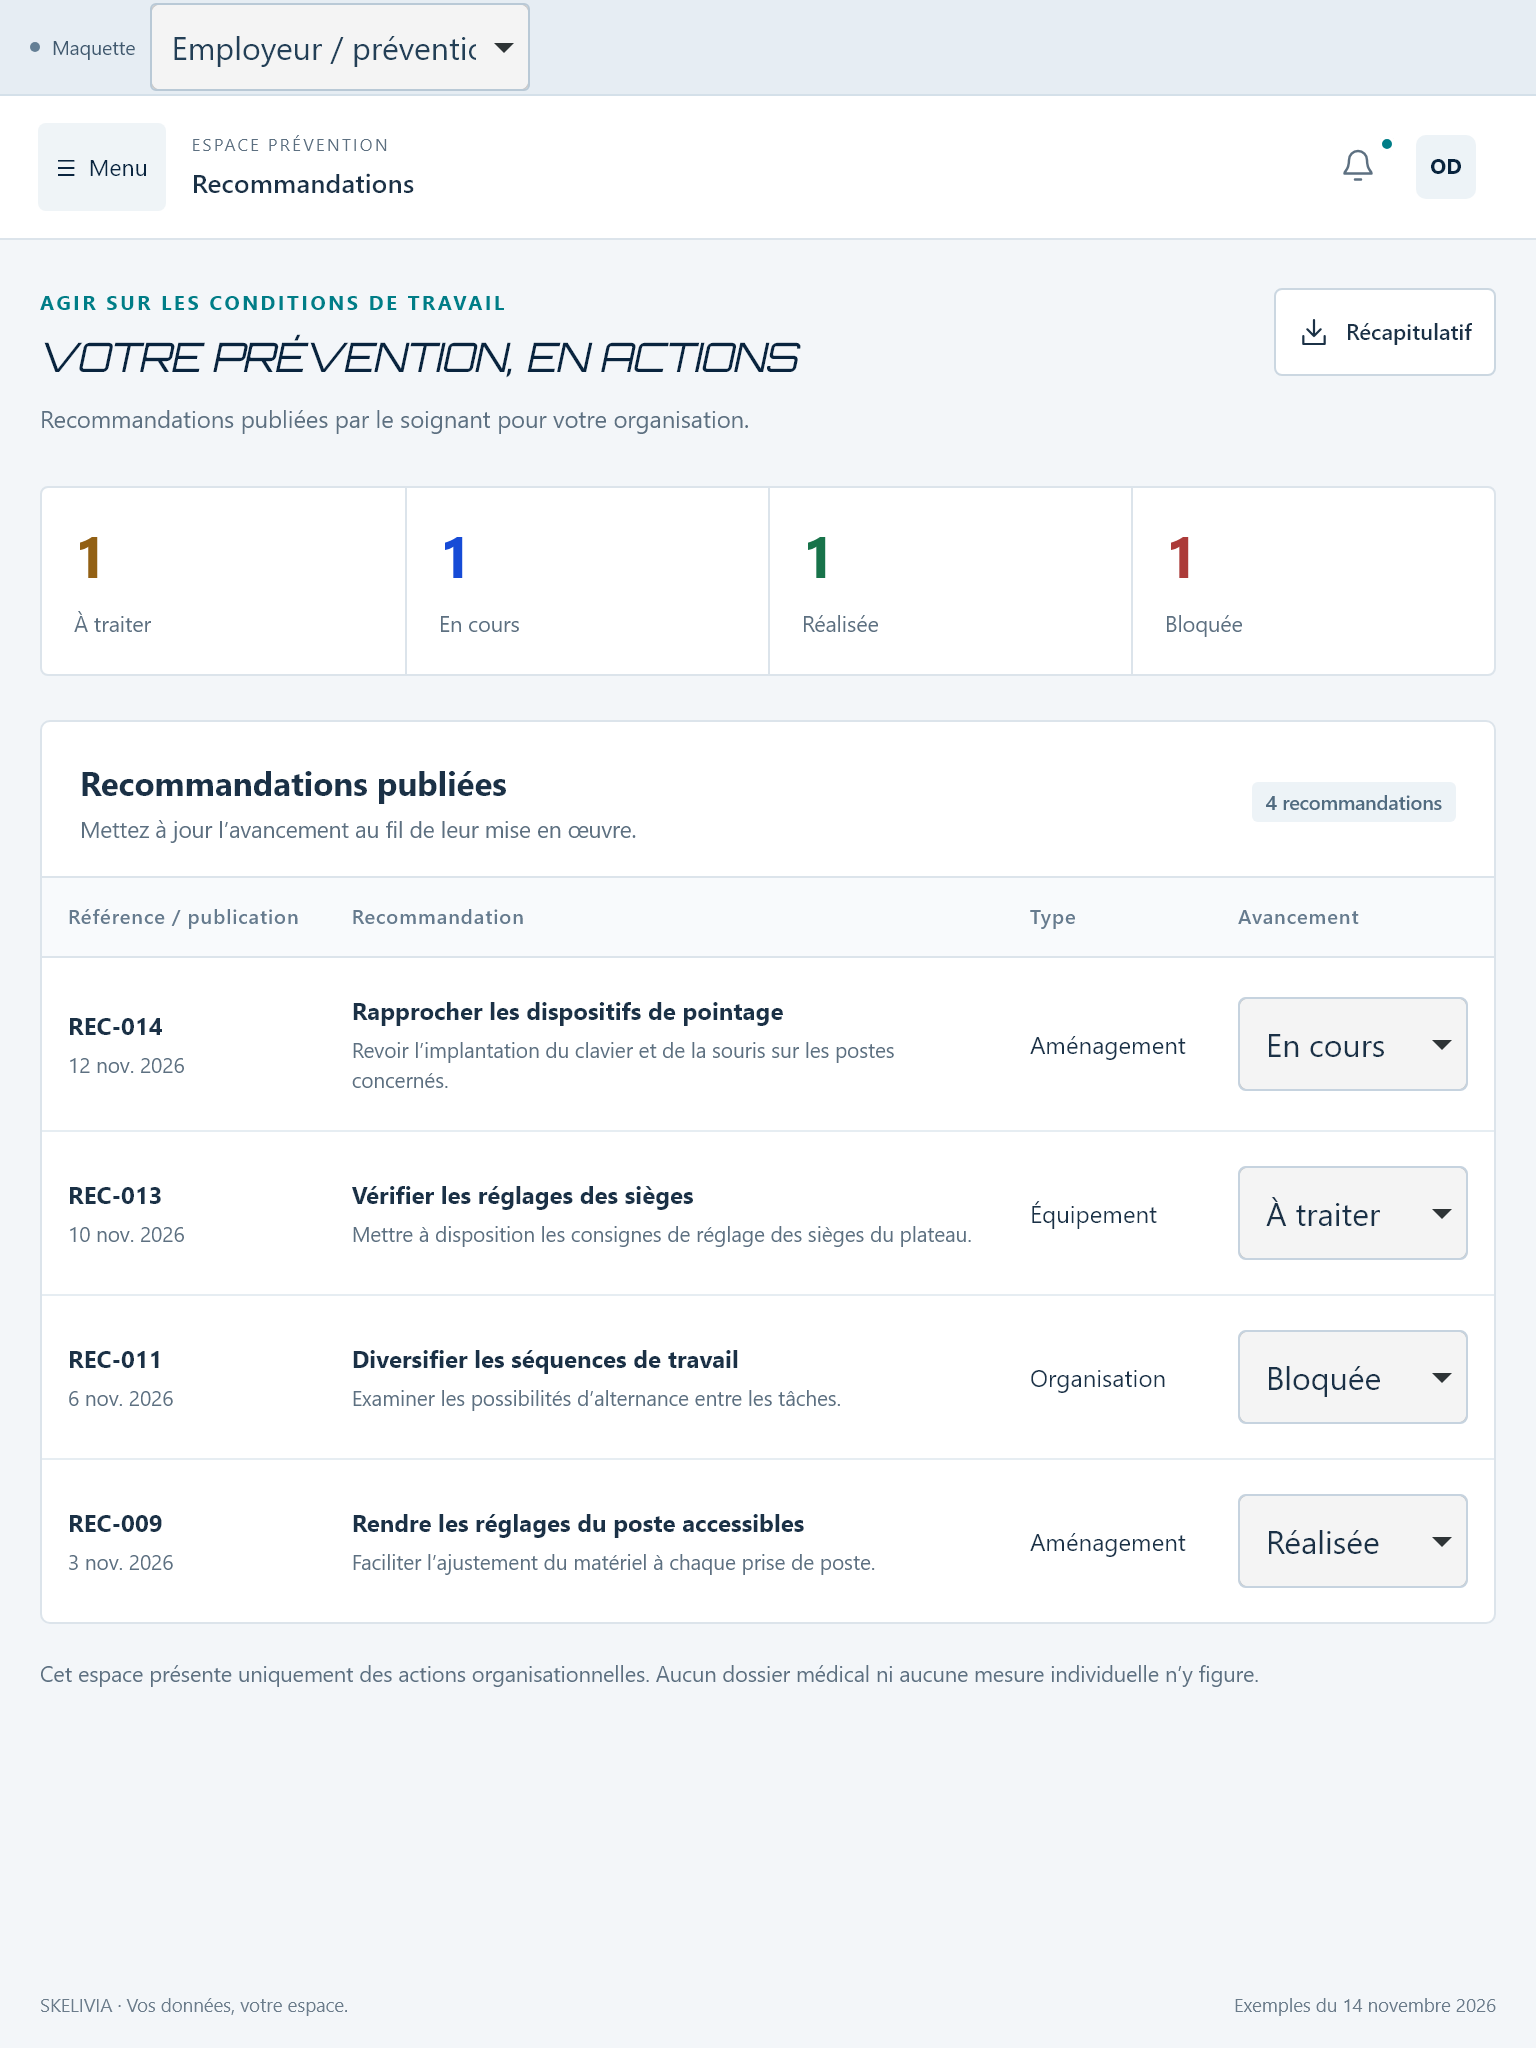 Maquette
Employeur / préventic
Menu
ESPACE PRÉVENTION
Recommandations
OD
AGIR SUR LES CONDITIONS DE TRAVAIL
VOTRE PRÉVENTION, EN ACTIONS
Recommandations publiées par le soignant pour votre organisation.
Récapitulatif
1
À traiter
1
En cours
1
Réalisée
1
Bloquée
Recommandations publiées
Mettez à jour l’avancement au fil de leur mise en œuvre.
4 recommandations
Référence / publication
Recommandation
Type
Avancement
REC-014
12 nov. 2026
Rapprocher les dispositifs de pointage
Revoir l’implantation du clavier et de la souris sur les postes
concernés.
Aménagement
En cours
REC-013
10 nov. 2026
Vérifier les réglages des sièges
Mettre à disposition les consignes de réglage des sièges du plateau.
Équipement
À traiter
REC-011
6 nov. 2026
Diversifier les séquences de travail
Examiner les possibilités d’alternance entre les tâches.
Organisation
Bloquée
REC-009
3 nov. 2026
Rendre les réglages du poste accessibles
Faciliter l’ajustement du matériel à chaque prise de poste.
Aménagement
Réalisée
Cet espace présente uniquement des actions organisationnelles. Aucun dossier médical ni aucune mesure individuelle n’y figure.
SKELIVIA · Vos données, votre espace.
Exemples du 14 novembre 2026